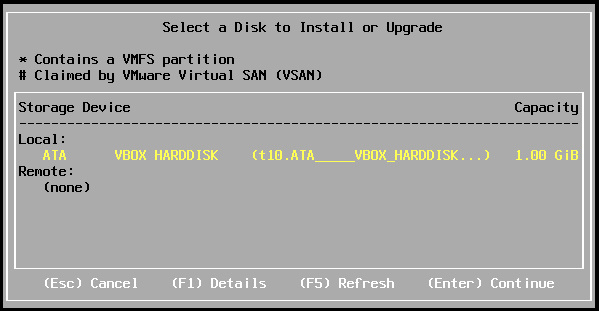 Select a Disk to Install or Upgrade
* Contains a VMFS partition
# Claimed by VMware Virtual SAN (VSAN)
Storage Device Capacity
--------------------------------------------------------------------
Local:
ATA VBOX HARDDISK (t10.ATA_____VBOX_HARDDISK...) 1.00 GiB
Remote:
(none)
(Esc) Cancel (F1) Details (F5) Refresh (Enter) Continue